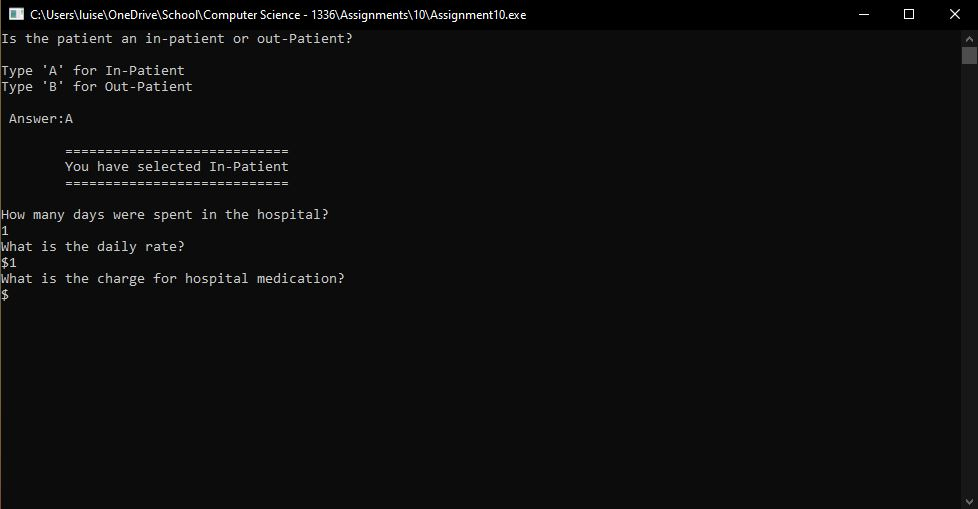 C:\Users\luise\OneDrive\School\Computer Science - 1336\Assignments\10\Assignment10.exe
Is the patient an in-patient or out-Patient?
Type 'A' for In-Patient
Type 'B' for Out-Patient
Answer:A
============================
You have selected In-Patient
============================
How many days were spent in the hospital?
1
What is the daily rate?
$1
What is the charge for hospital medication?
$